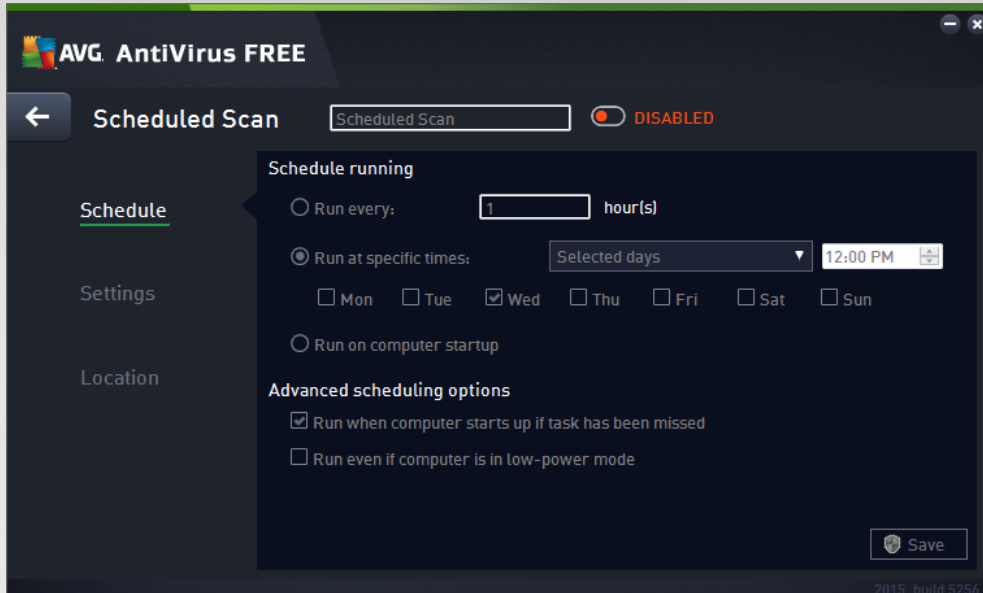 AVG. AntiVirus FREE
Scheduled Scan Scheduled Scan DISABLED
Schedule
Settings
Location
Schedule running
Run every: 1 hour(s)
Run at specific times: Selected days 12:00 PM
Mon Tue Wed Thu Fri Sat Sun
Run on computer startup
Advanced scheduling options
Run when computer starts up if task has been missed
Run even if computer is in low-power mode
Save
2015, build 5256